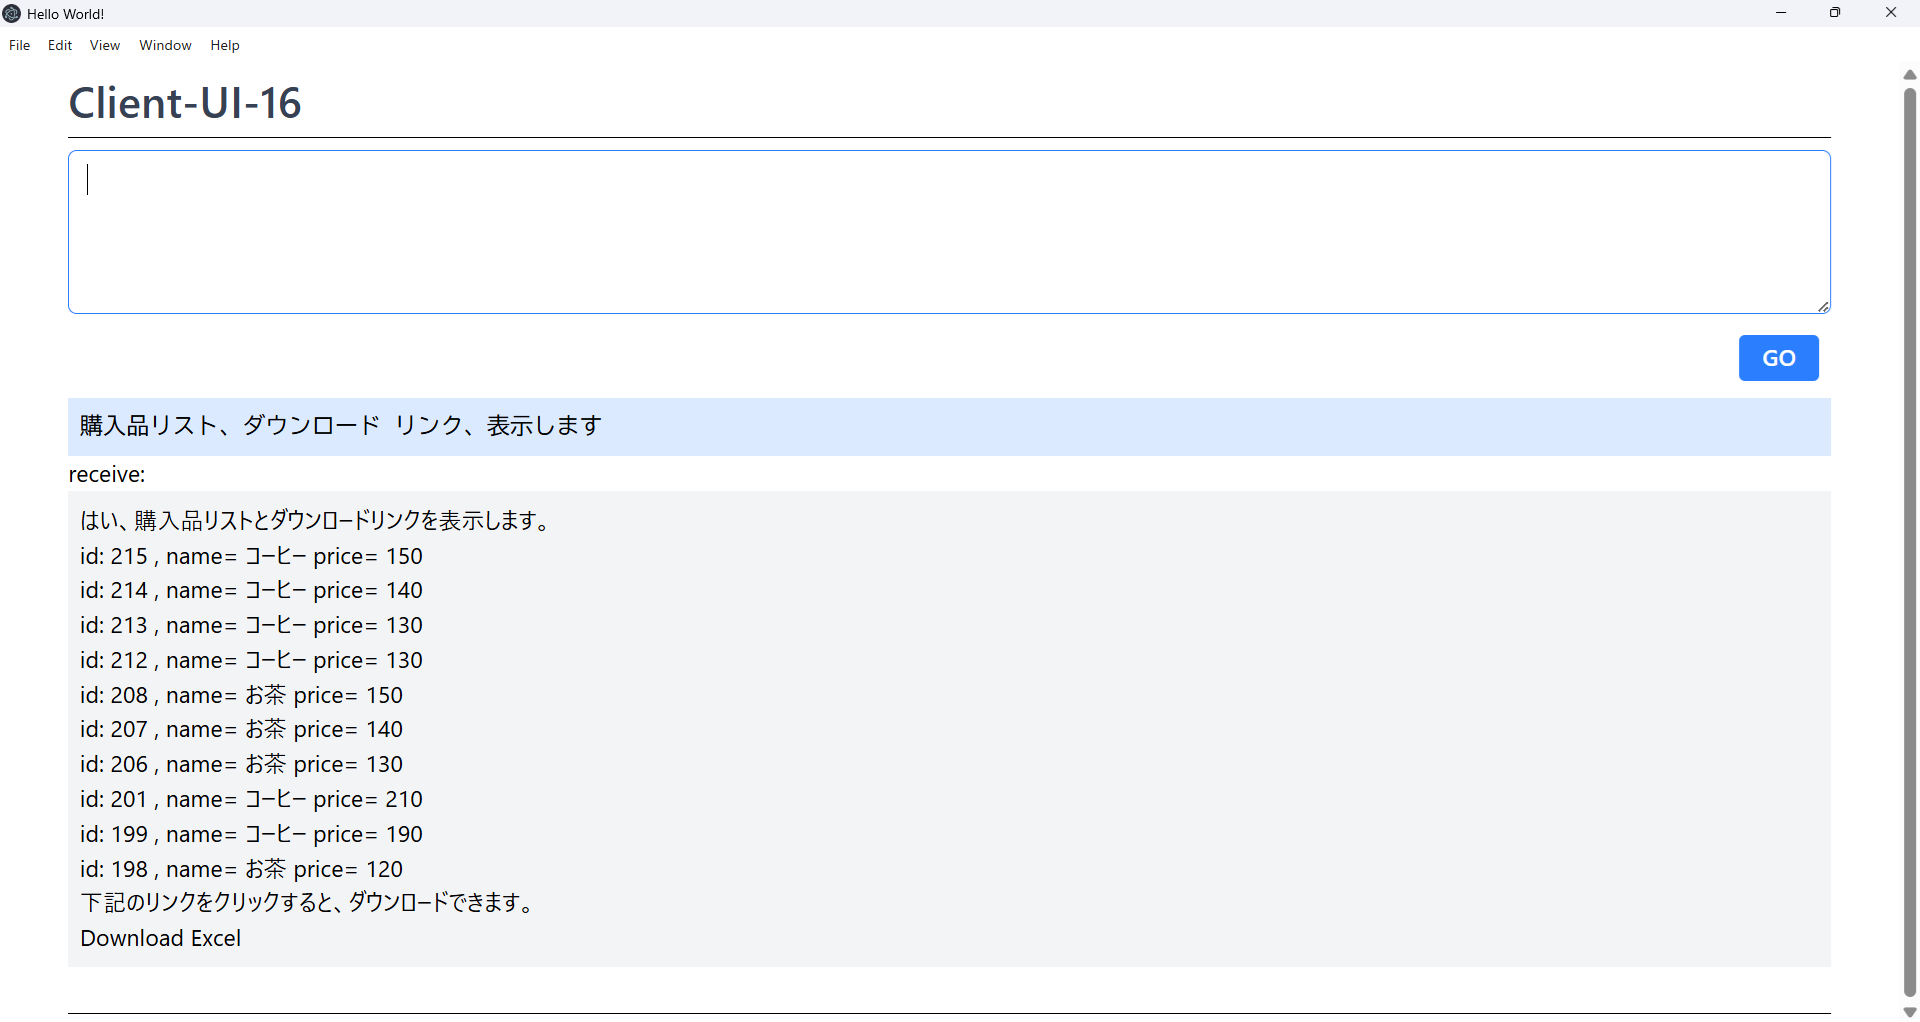 Hello World!
File Edit View Window Help
Client-UI-16
GO
購入品リスト、ダウンロード リンク、表示します
receive:
はい、購入品リストとダウンロードリンクを表示します。
id: 215 , name= コーヒー price= 150
id: 214 , name= コーヒー price= 140
id: 213 , name= コーヒー price= 130
id: 212 , name= コーヒー price= 130
id: 208 , name= お茶 price= 150
id: 207 , name= お茶 price= 140
id: 206 , name= お茶 price= 130
id: 201 , name= コーヒー price= 210
id: 199 , name= コーヒー price= 190
id: 198 , name= お茶 price= 120
下記のリンクをクリックすると、ダウンロードできます。
Download Excel